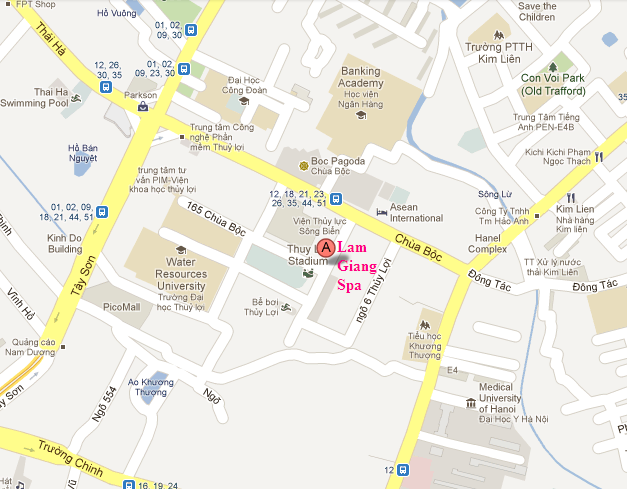 FPT Shop
Hồ Vuông
01, 02,
09, 30
Save the
Children
Thái Hà
Trường PTTH
Kim Liên
12, 26,
30, 35
01, 02,
09, 23, 30
Đại Học
Công Đoàn
Banking
Academy
Học viện
Ngân Hàng
Con Voi Park
(Old Trafford)
Thai Ha
Swimming Pool
Parkson
35
Trung Tâm Tiếng
Anh PEN-E4B
Trung tâm Công
nghệ Phần
mềm Thuỷ lợi
Hồ Bán
Nguyệt
Kichi Kichi Phạm
Ngọc Thạch
Boc Pagoda
Chùa Bộc
trung tâm tư
vấn PIM-Viện
khoa học thủy lợi
12, 18, 21, 23,
26, 35, 44, 51
Sông Lừ
01, 02, 09,
18, 21, 44, 51
165 Chùa Bộc
Asean
International
Công ty Tnhh
Tm Hảo Anh
Kim Lien
Nhà hàng
Kim Liên
Viện Thủy lực
Sông Biển
Kinh Do
Building
Chùa Bộc
Hanel
Complex
A
Lam
Giang
Spa
Thuy L
Stadium
Water
Resources
University
Trường Đại
học Thuỷ lợi
TT Xử lý nước
thải Kim Liên
Tây Sơn
Đông Tác
Đông Tác
ngõ 6 Thủy Lợi
Vĩnh Hồ
PicoMall
Bể bơi
Thủy Lợi
Quảng cáo
Nam Dương
Tiểu học
Khương
Thượng
E4
Ao Khương
Thượng
Ngõ
Ngõ 554
Medical
University
of Hanoi
Đại Học Y Hà Nội
Trường Chinh
12
16, 19, 24,